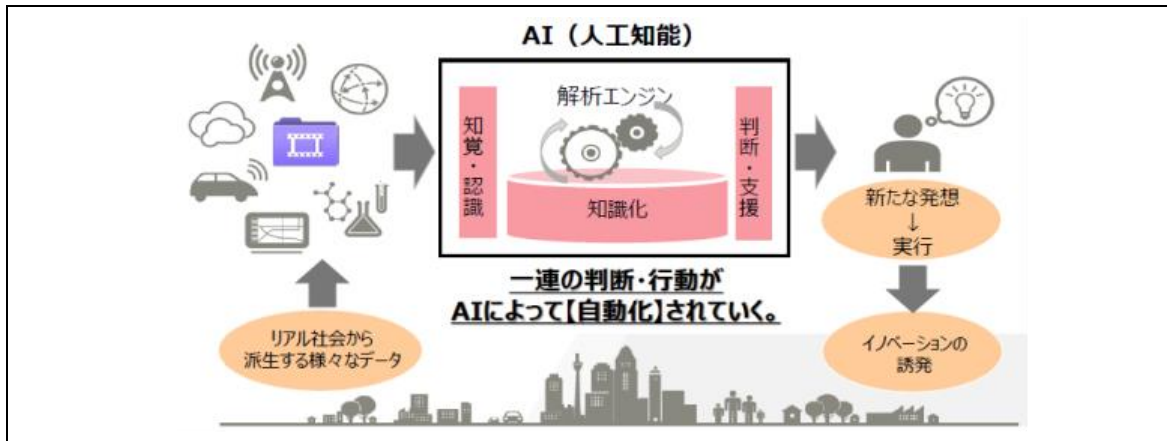 AI（人工知能）
解析エンジン
知覚・認識
知識化
判断・支援
新たな発想
↓
実行
一連の判断・行動が
AIによって【自動化】されていく。
リアル社会から
派生する様々なデータ
イノベーションの
誘発